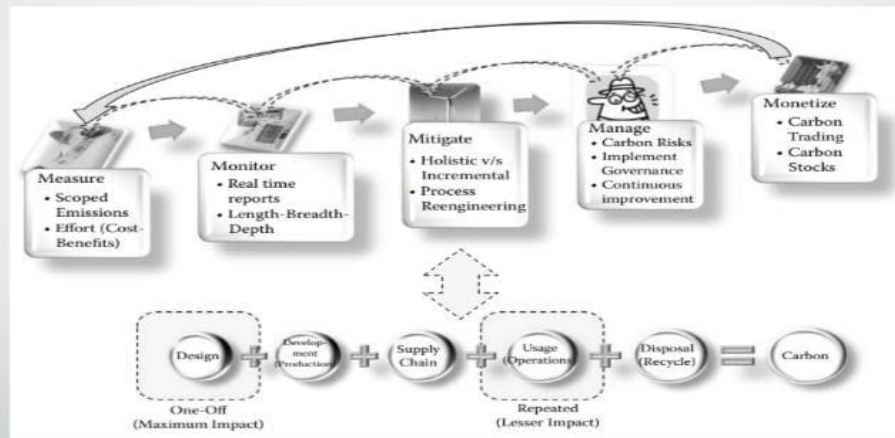 Measure
• Scoped
Emissions
• Effort (Cost-
Benefits)
Monitor
• Real time
reports
• Length-Breadth-
Depth
Mitigate
• Holistic v/s
Incremental
• Process
Reengineering
Manage
• Carbon Risks
• Implement
Governance
• Continuous
improvement
Monetize
• Carbon
Trading
• Carbon
Stocks
Design
+
Develop-
ment
(Production)
+
Supply
Chain
+
Usage
(Operations)
+
Disposal
(Recycle)
=
Carbon
One-Off
(Maximum Impact)
Repeated
(Lesser Impact)